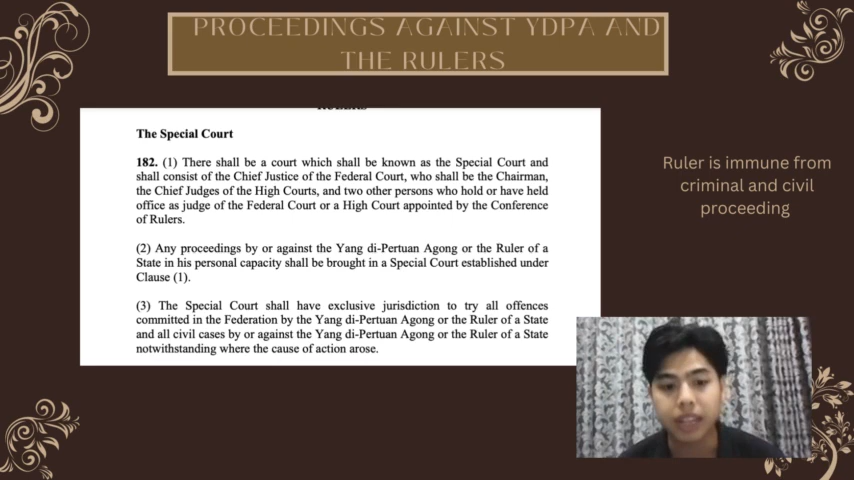 PROCEEDINGS AGAINST YDPA AND
THE RULERS
The Special Court
182. (1) There shall be a court which shall be known as the Special Court and
shall consist of the Chief Justice of the Federal Court, who shall be the Chairman,
the Chief Judges of the High Courts, and two other persons who hold or have held
office as judge of the Federal Court or a High Court appointed by the Conference
of Rulers.
(2) Any proceedings by or against the Yang di-Pertuan Agong or the Ruler of a
State in his personal capacity shall be brought in a Special Court established under
Clause (1).
(3) The Special Court shall have exclusive jurisdiction to try all offences
committed in the Federation by the Yang di-Pertuan Agong or the Ruler of a State
and all civil cases by or against the Yang di-Pertuan Agong or the Ruler of a State
notwithstanding where the cause of action arose.
Ruler is immune from
criminal and civil
proceeding